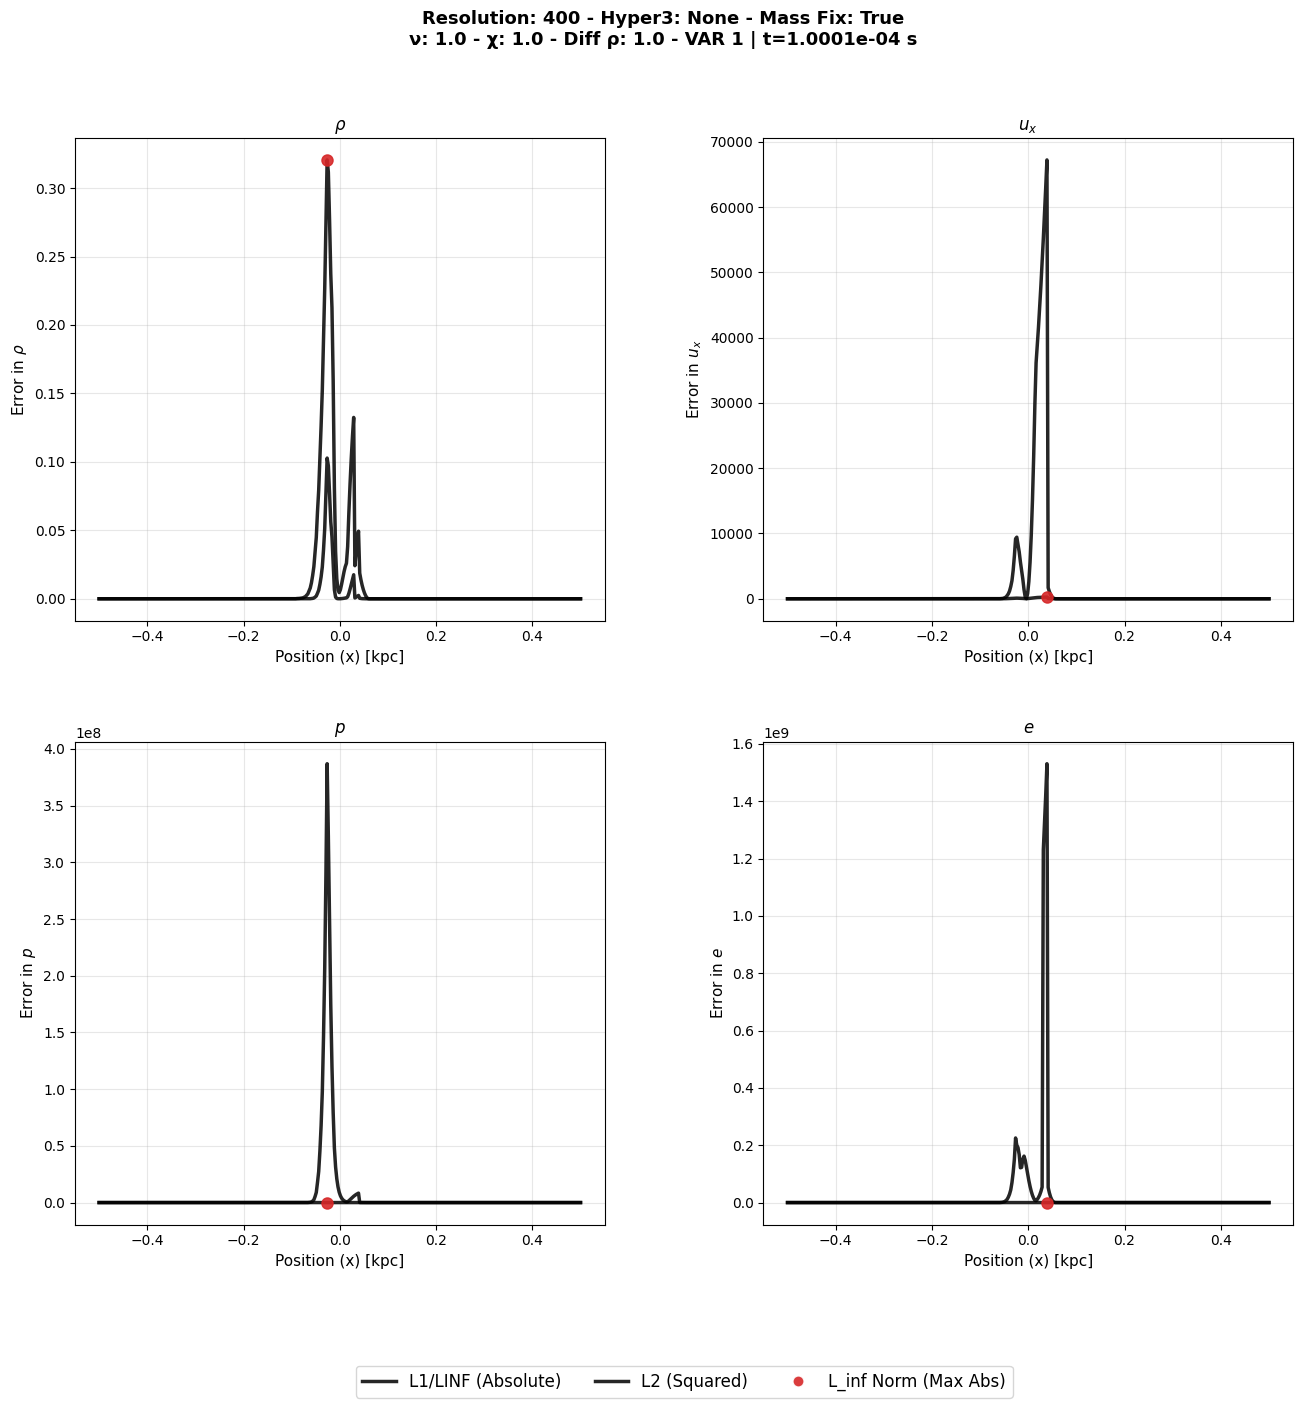 Resolution: 400 - Hyper3: None - Mass Fix: True
ν: 1.0 - χ: 1.0 - Diff ρ: 1.0 - VAR 1 | t=1.0001e-04 s
ρ
0.30
0.25
0.20
0.15
0.10
0.05
0.00
Error in ρ
−0.4 −0.2 0.0 0.2 0.4
Position (x) [kpc]
u_x
70000
60000
50000
40000
30000
20000
10000
0
Error in u_x
−0.4 −0.2 0.0 0.2 0.4
Position (x) [kpc]
p
1e8
4.0
3.5
3.0
2.5
2.0
1.5
1.0
0.5
0.0
Error in p
−0.4 −0.2 0.0 0.2 0.4
Position (x) [kpc]
e
1e9
1.6
1.4
1.2
1.0
0.8
0.6
0.4
0.2
0.0
Error in e
−0.4 −0.2 0.0 0.2 0.4
Position (x) [kpc]
L1/LINF (Absolute) L2 (Squared) L_inf Norm (Max Abs)